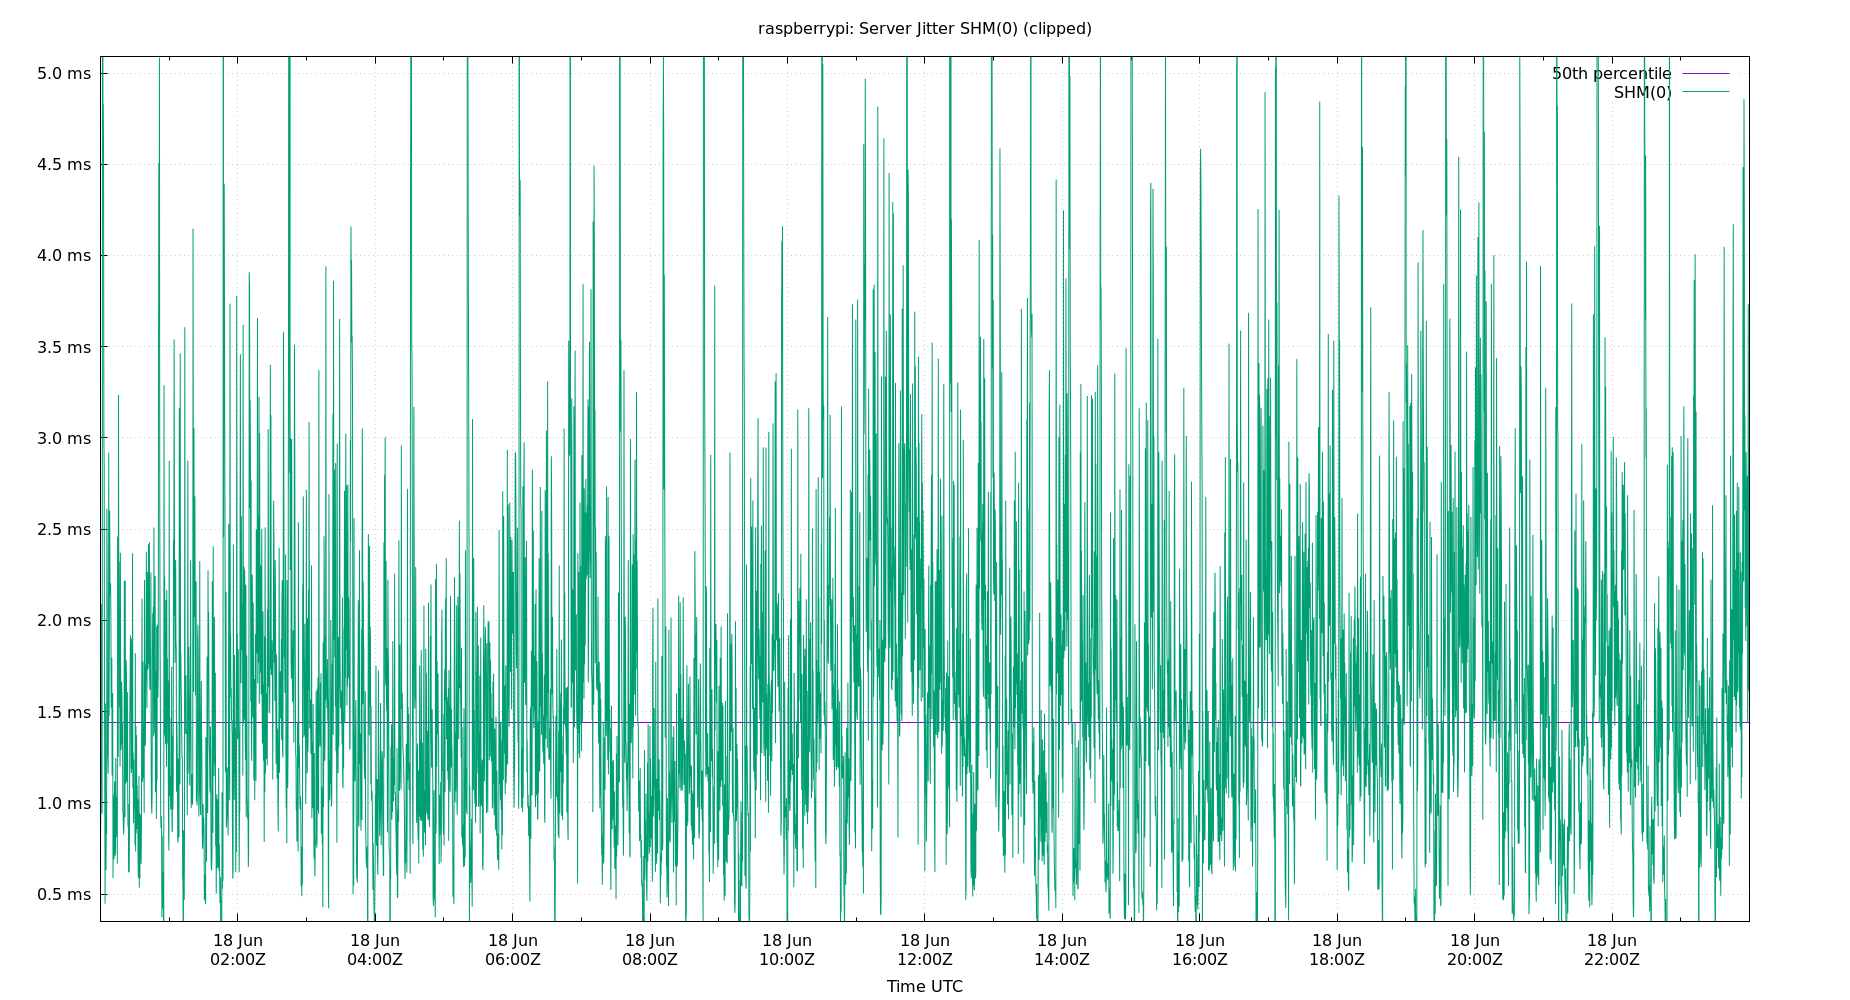 raspberrypi: Server Jitter SHM(0) (clipped)
50th percentile
SHM(0)
5.0 ms
4.5 ms
4.0 ms
3.5 ms
3.0 ms
2.5 ms
2.0 ms
1.5 ms
1.0 ms
0.5 ms
18 Jun 18 Jun 18 Jun 18 Jun 18 Jun 18 Jun 18 Jun 18 Jun 18 Jun 18 Jun 18 Jun
02:00Z 04:00Z 06:00Z 08:00Z 10:00Z 12:00Z 14:00Z 16:00Z 18:00Z 20:00Z 22:00Z
Time UTC